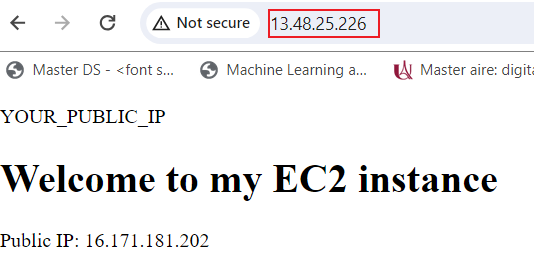 Not secure 13.48.25.226
Master DS - <font s... Machine Learning a... Master aire: digita
YOUR_PUBLIC_IP
Welcome to my EC2 instance
Public IP: 16.171.181.202